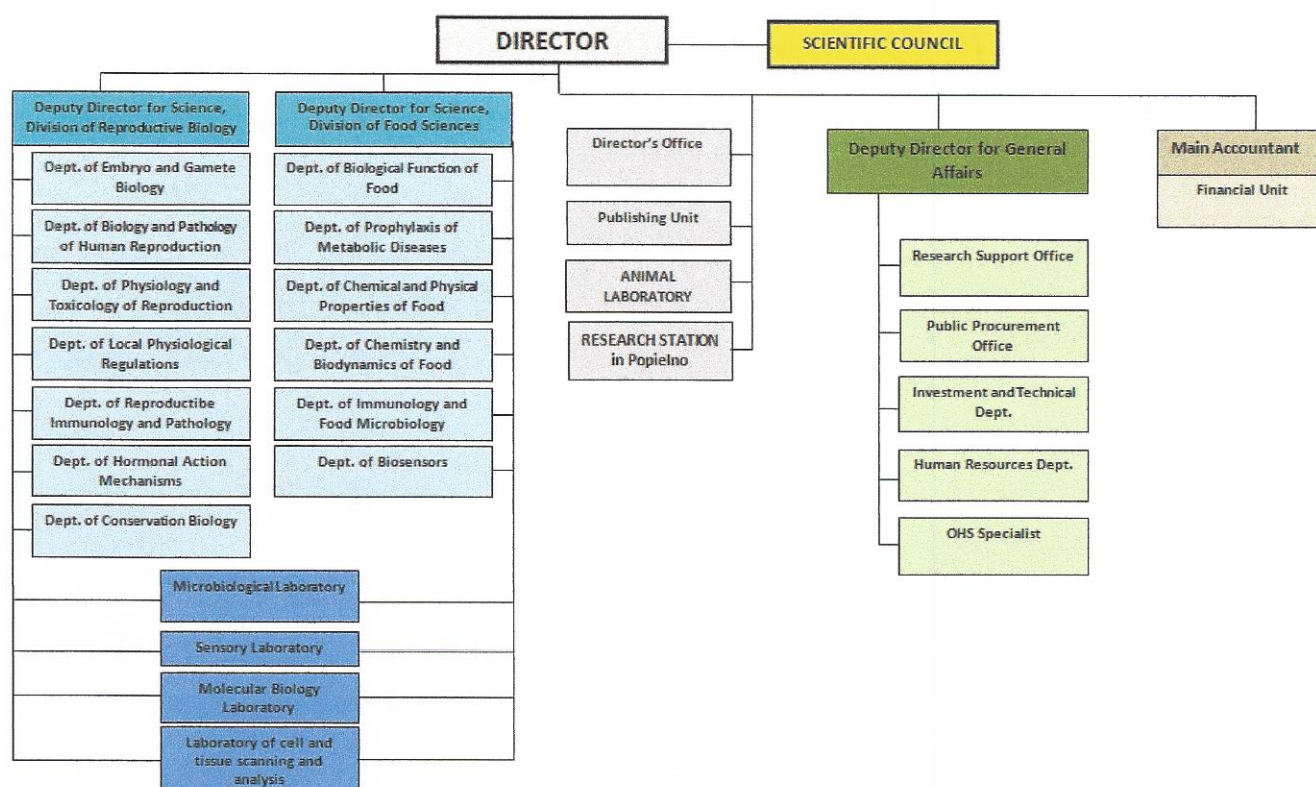 DIRECTOR
SCIENTIFIC COUNCIL
Deputy Director for Science,
Division of Reproductive Biology
Dept. of Embryo and Gamete
Biology
Dept. of Biology and Pathology
of Human Reproduction
Dept. of Physiology and
Toxicology of Reproduction
Dept. of Local Physiological
Regulations
Dept. of Reproductibe
Immunology and Pathology
Dept. of Hormonal Action
Mechanisms
Dept. of Conservation Biology
Deputy Director for Science,
Division of Food Sciences
Dept. of Biological Function of
Food
Dept. of Prophylaxis of
Metabolic Diseases
Dept. of Chemical and Physical
Properties of Food
Dept. of Chemistry and
Biodynamics of Food
Dept. of Immunology and
Food Microbiology
Dept. of Biosensors
Microbiological Laboratory
Sensory Laboratory
Molecular Biology
Laboratory
Laboratory of cell and
tissue scanning and
analysis
Director's Office
Publishing Unit
ANIMAL
LABORATORY
RESEARCH STATION
in Popielno
Deputy Director for General
Affairs
Research Support Office
Public Procurement
Office
Investment and Technical
Dept.
Human Resources Dept.
OHS Specialist
Main Accountant
Financial Unit